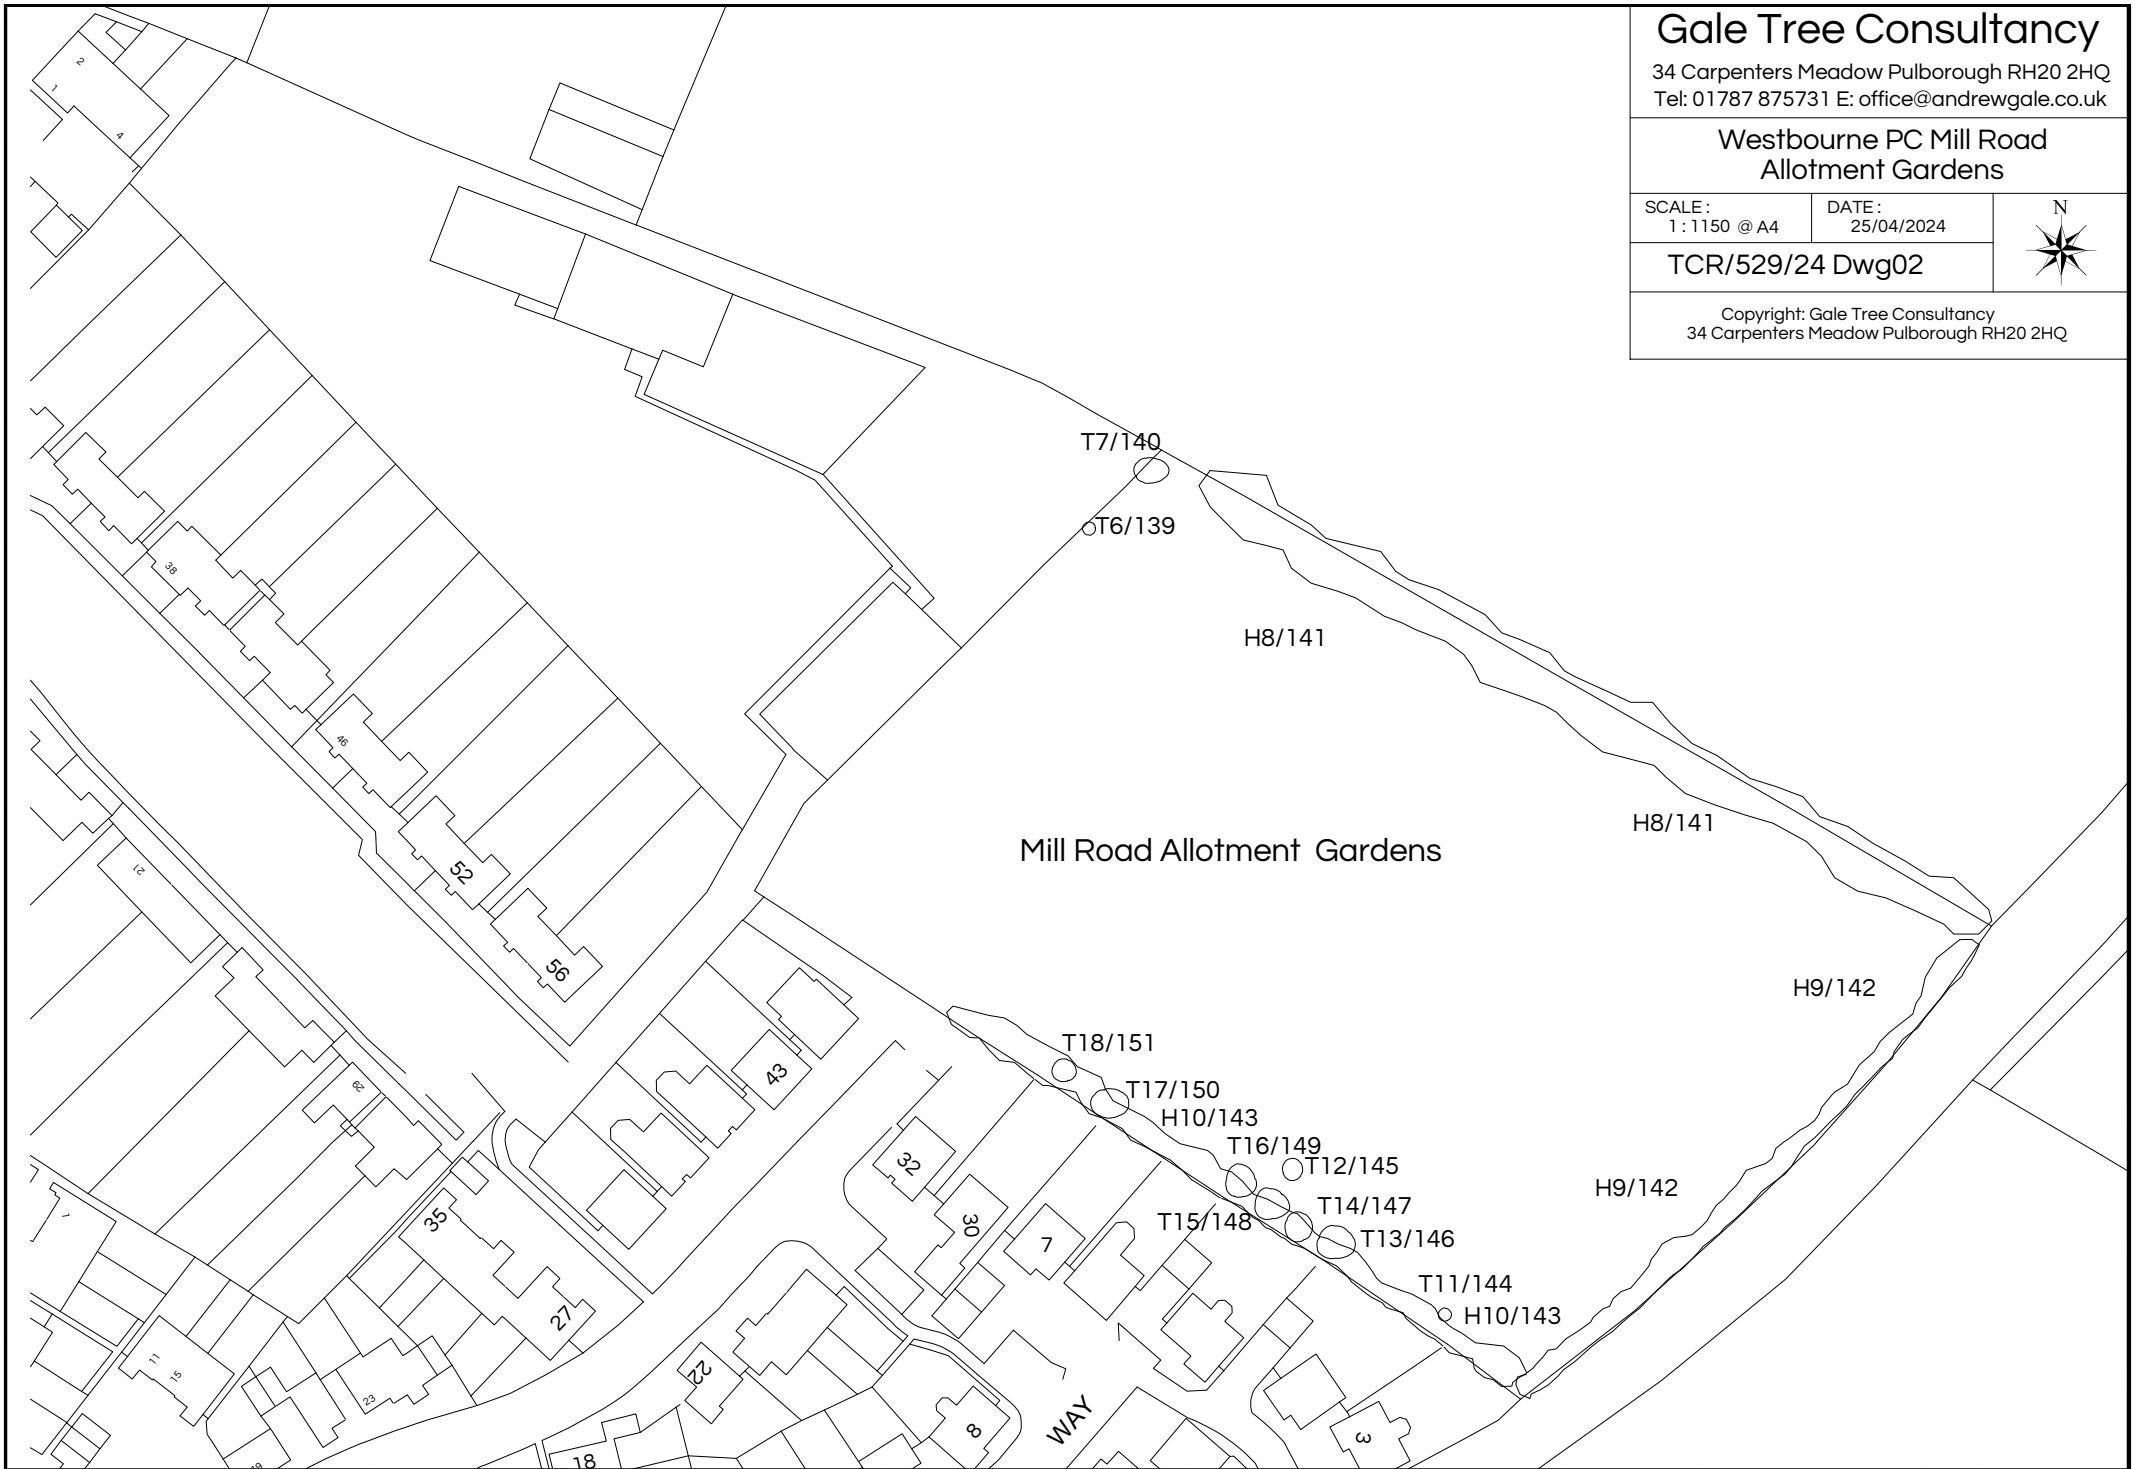 Gale Tree Consultancy
34 Carpenters Meadow Pulborough RH20 2HQ
Tel: 01787 875731 E: office@andrewgale.co.uk
Westbourne PC Mill Road
Allotment Gardens
SCALE :
1 : 1150 @ A4
DATE :
25/04/2024
N
TCR/529/24 Dwg02
Copyright: Gale Tree Consultancy
34 Carpenters Meadow Pulborough RH20 2HQ
2
1
4
T7/140
T6/139
38
H8/141
46
H8/141
Mill Road Allotment Gardens
52
21
56
H9/142
T18/151
43
29
T17/150
H10/143
T16/149
32
T12/145
H9/142
T14/147
35
T15/148
30
7
T13/146
1
T11/144
27
H10/143
11
15
22
23
WAY
8
3
18
19